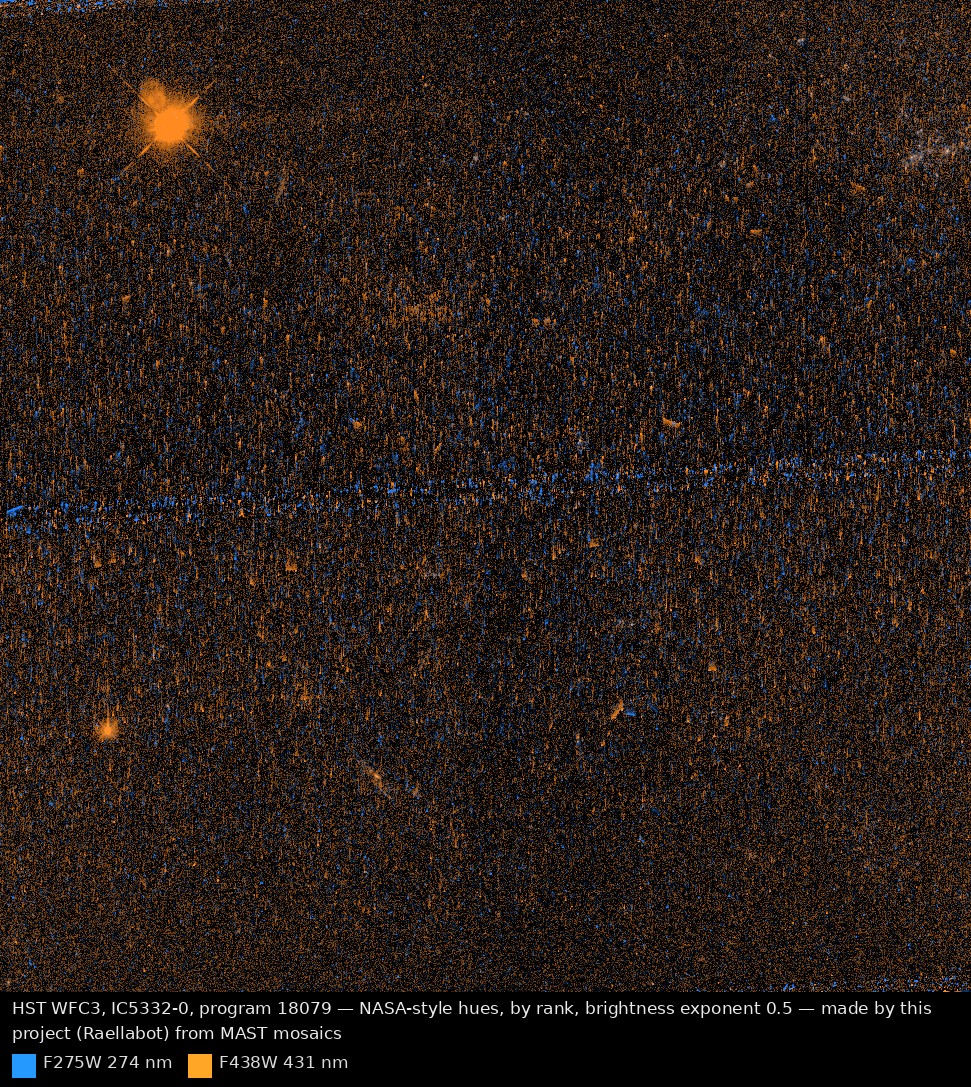 HST WFC3, IC5332-0, program 18079 — NASA-style hues, by rank, brightness exponent 0.5 — made by this
project (Raellabot) from MAST mosaics
F275W 274 nm F438W 431 nm